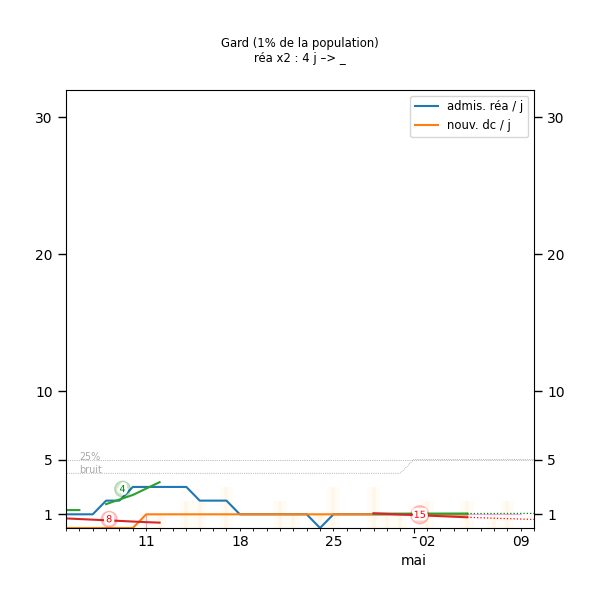 Gard (1% de la population)
réa x2 : 4 j –> _
admis. réa / j
nouv. dc / j
30 30
20 20
10 10
25%
5 5
bruit
4
8 15
1 1
11 18 25 02 09
mai